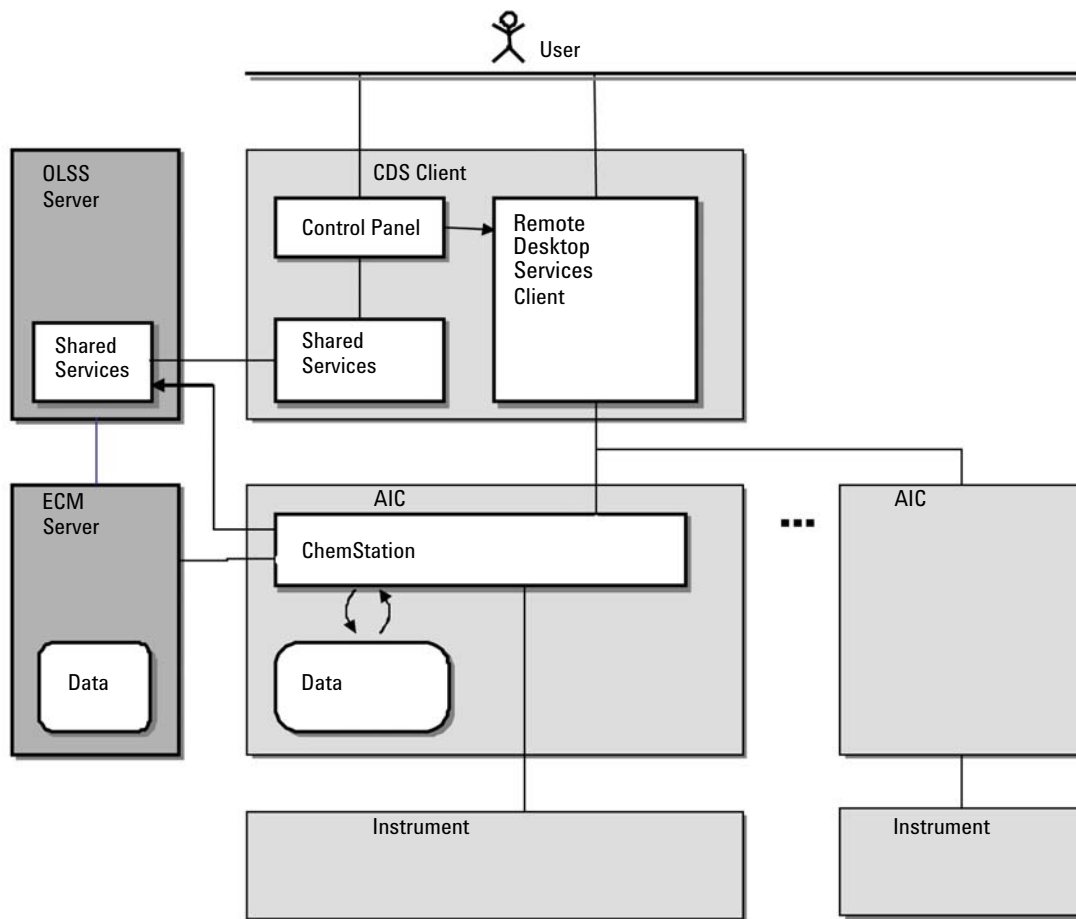 User
OLSS
Server
CDS Client
Control Panel
Remote
Desktop
Services
Client
Shared
Services
Shared
Services
ECM
Server
AIC
AIC
ChemStation
Data
Data
Instrument
Instrument